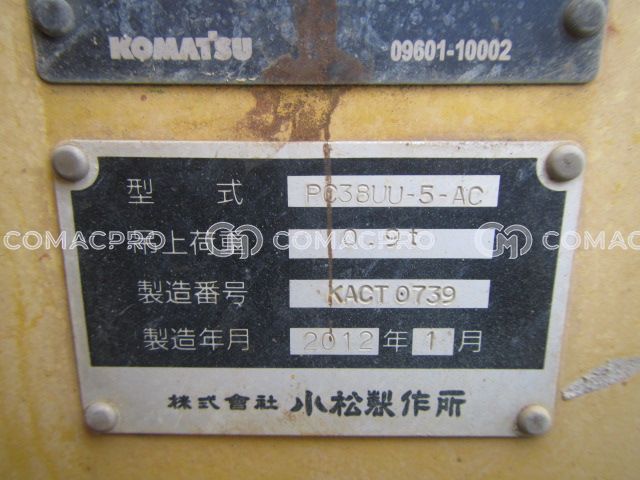 KOMATSU 09601-10002
型式 PC38UU-5-AC
COMACPRO COMACPRO COMACPRO
吊上荷重 0.9t
製造番号 KACT0739
製造年月 2012年1月
株式會社 小松製作所